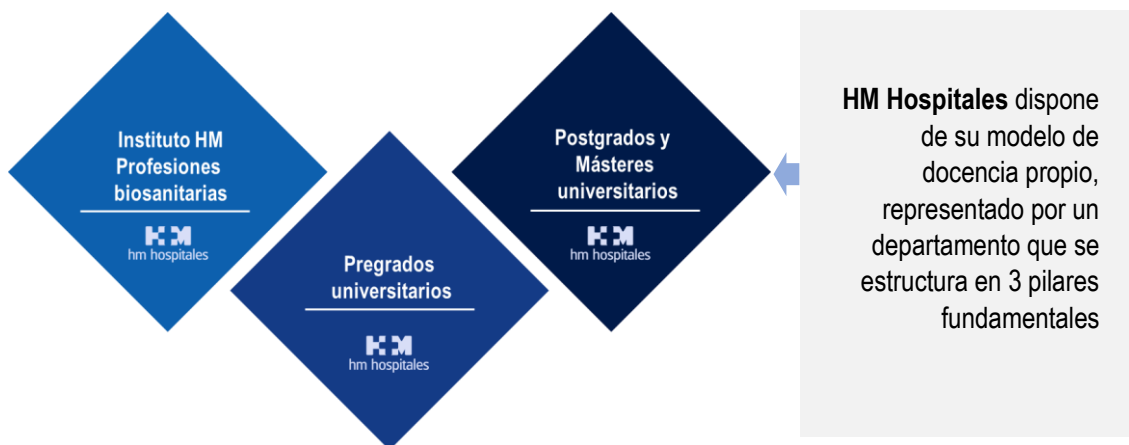 Instituto HM
Profesiones
biosanitarias
hm hospitales
Pregrados
universitarios
hm hospitales
Postgrados y
Másteres
universitarios
hm hospitales
HM Hospitales dispone
de su modelo de
docencia propio,
representado por un
departamento que se
estructura en 3 pilares
fundamentales